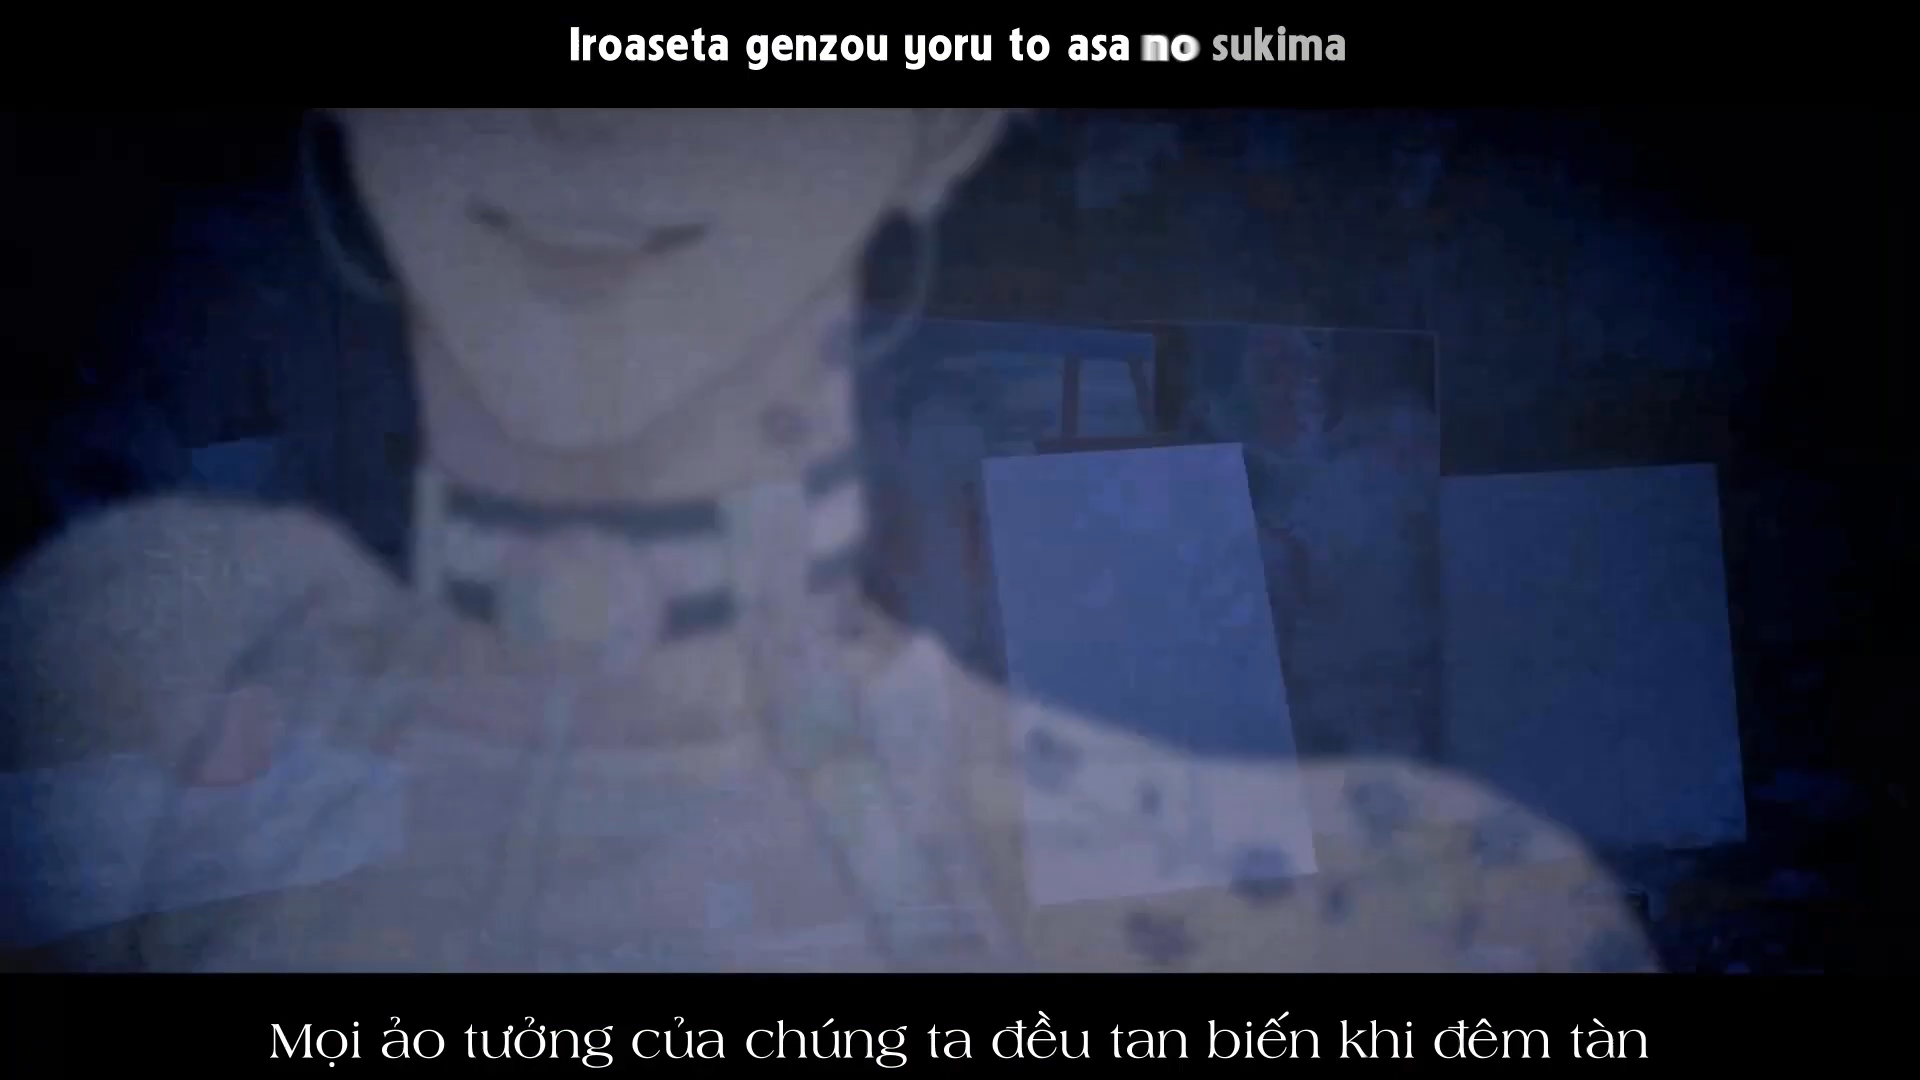 Iroaseta genzou yoru to asa no sukima
Mọi ảo tưởng của chúng ta đều tan biến khi đêm tàn